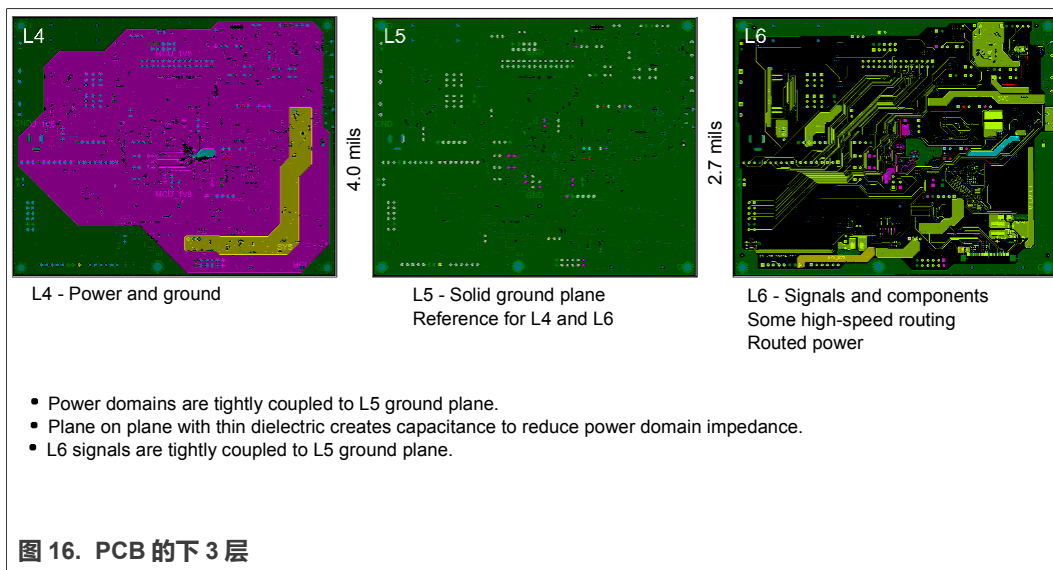 L4
L5
L6
4.0 mils
2.7 mils
L4 - Power and ground
L5 - Solid ground plane
Reference for L4 and L6
L6 - Signals and components
Some high-speed routing
Routed power
• Power domains are tightly coupled to L5 ground plane.
• Plane on plane with thin dielectric creates capacitance to reduce power domain impedance.
• L6 signals are tightly coupled to L5 ground plane.
图 16. PCB 的下 3 层